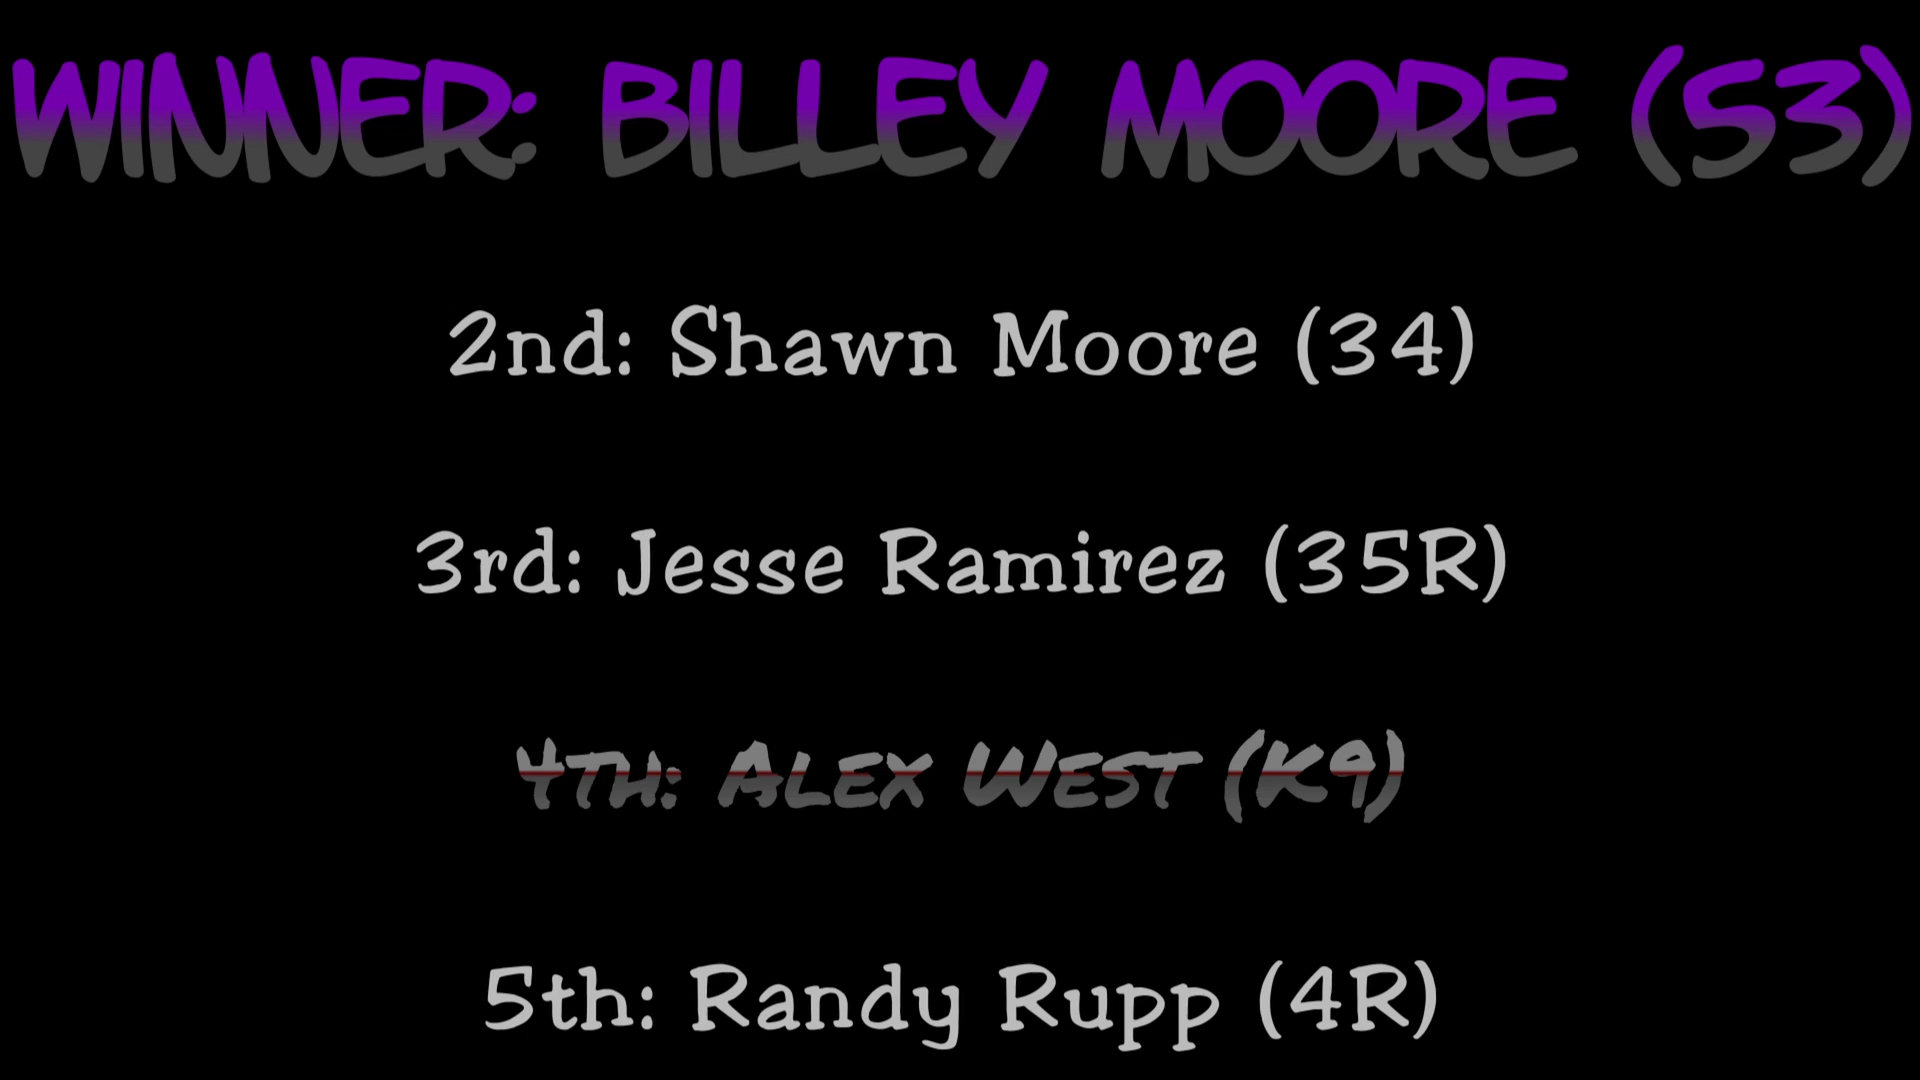 WINNER: BILLEY MOORE (53)
2nd: Shawn Moore (34)
3rd: Jesse Ramirez (35R)
4TH: ALEX WEST (K9)
5th: Randy Rupp (4R)